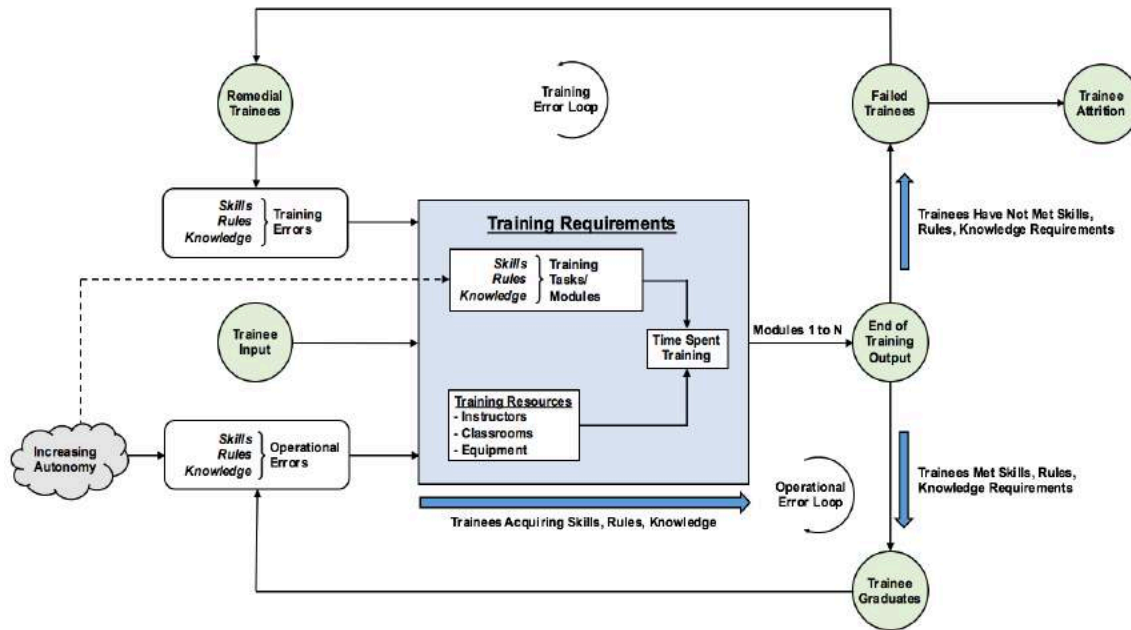 Remedial
Trainees
Training
Error Loop
Failed
Trainees
Trainee
Attrition
Skills
Rules
Knowledge
Training
Errors
Training Requirements
Skills
Rules
Knowledge
Training
Tasks/
Modules
Trainees Have Not Met Skills,
Rules, Knowledge Requirements
Trainee
Input
Time Spent
Training
Modules 1 to N
End of
Training
Output
Training Resources
- Instructors
- Classrooms
- Equipment
Increasing
Autonomy
Skills
Rules
Knowledge
Operational
Errors
Trainees Acquiring Skills, Rules, Knowledge
Operational
Error Loop
Trainees Met Skills, Rules,
Knowledge Requirements
Trainee
Graduates